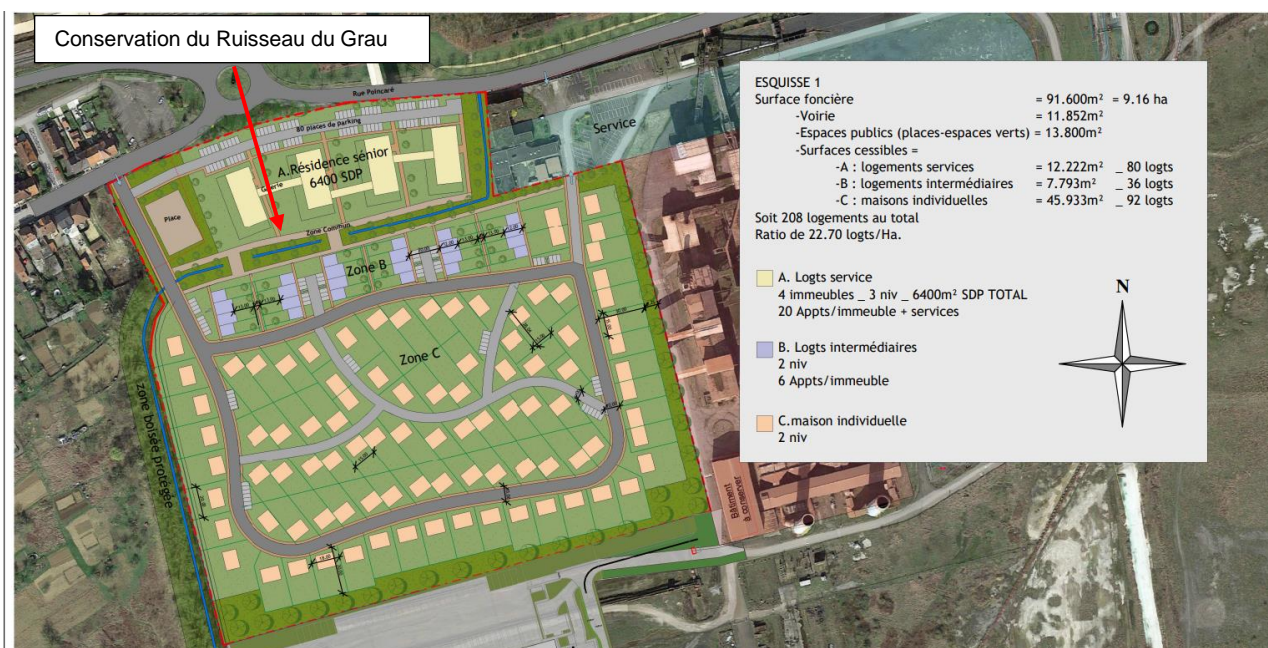 Conservation du Ruisseau du Grau
Rue Poincaré
80 places de parking
Service
A.Résidence sénior
6400 SDP
Galerie
Place
Zone Commun
Zone B
Zone C
Zone boisée protégée
Bâtiment
à conserver
ESQUISSE 1
Surface foncière = 91.600m² = 9.16 ha
-Voirie = 11.852m²
-Espaces publics (places-espaces verts) = 13.800m²
-Surfaces cessibles =
-A : logements services = 12.222m² _ 80 logts
-B : logements intermédiaires = 7.793m² _ 36 logts
-C : maisons individuelles = 45.933m² _ 92 logts
Soit 208 logements au total
Ratio de 22.70 logts/Ha.
A. Logts service
4 immeubles _ 3 niv _ 6400m² SDP TOTAL
20 Appts/immeuble + services
B. Logts intermédiaires
2 niv
6 Appts/immeuble
C.maison individuelle
2 niv
N